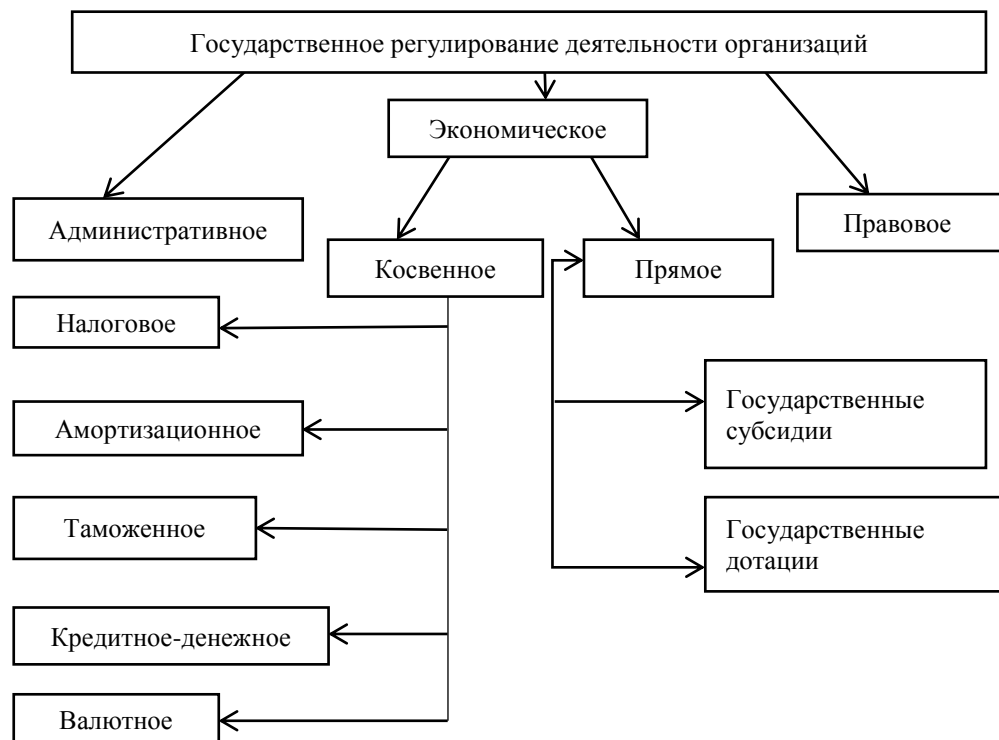 Государственное регулирование деятельности организаций
Экономическое
Административное
Правовое
Косвенное
Прямое
Налоговое
Государственные
субсидии
Амортизационное
Таможенное
Государственные
дотации
Кредитное-денежное
Валютное